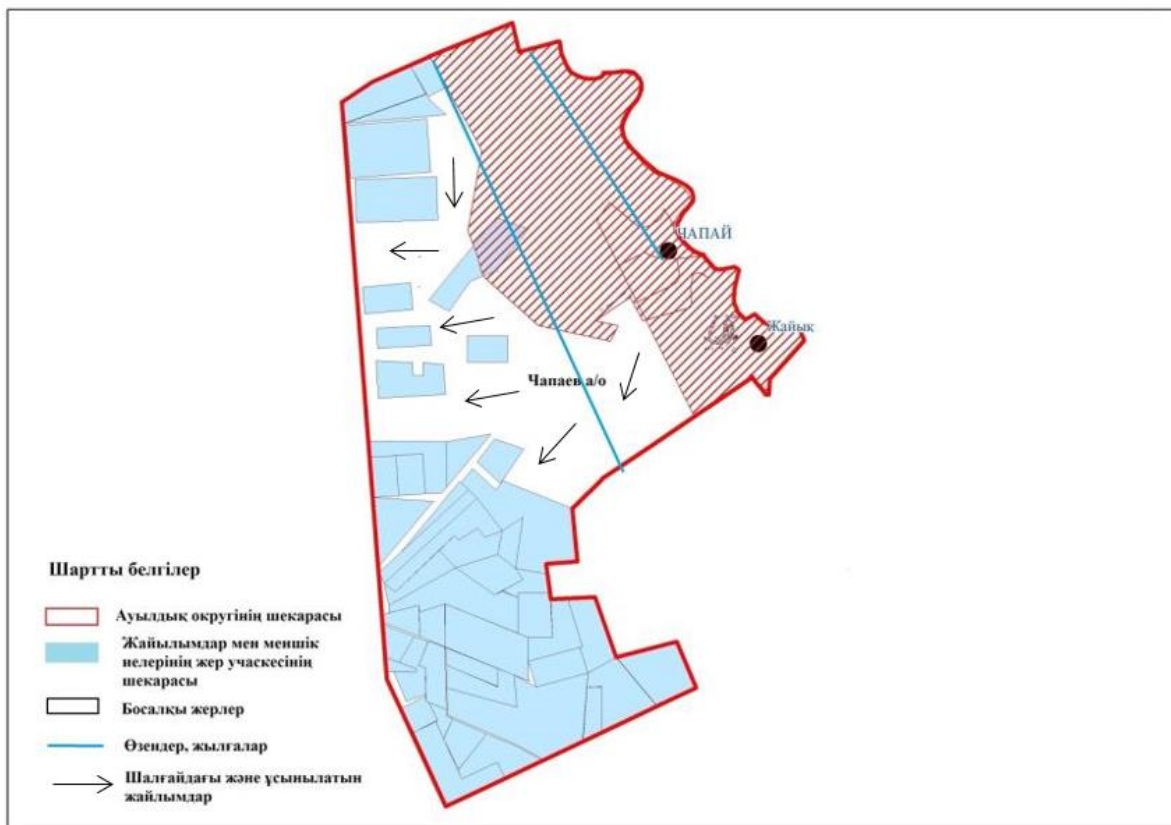 ЧАПАЙ
Жайық
Чапаев а/о
Шартты белгілер
Ауылдық округінің шекарасы
Жайылымдар мен меншік
иелерінің жер учаскесінің
шекарасы
Босалқы жерлер
Өзендер, жылғалар
Шалғайдағы және ұсынылатын
жайлымдар